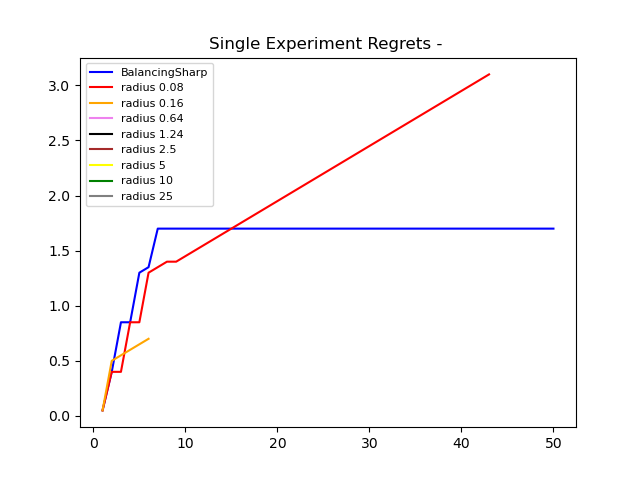 Single Experiment Regrets -
BalancingSharp
radius 0.08
radius 0.16
radius 0.64
radius 1.24
radius 2.5
radius 5
radius 10
radius 25
3.0
2.5
2.0
1.5
1.0
0.5
0.0
0 10 20 30 40 50